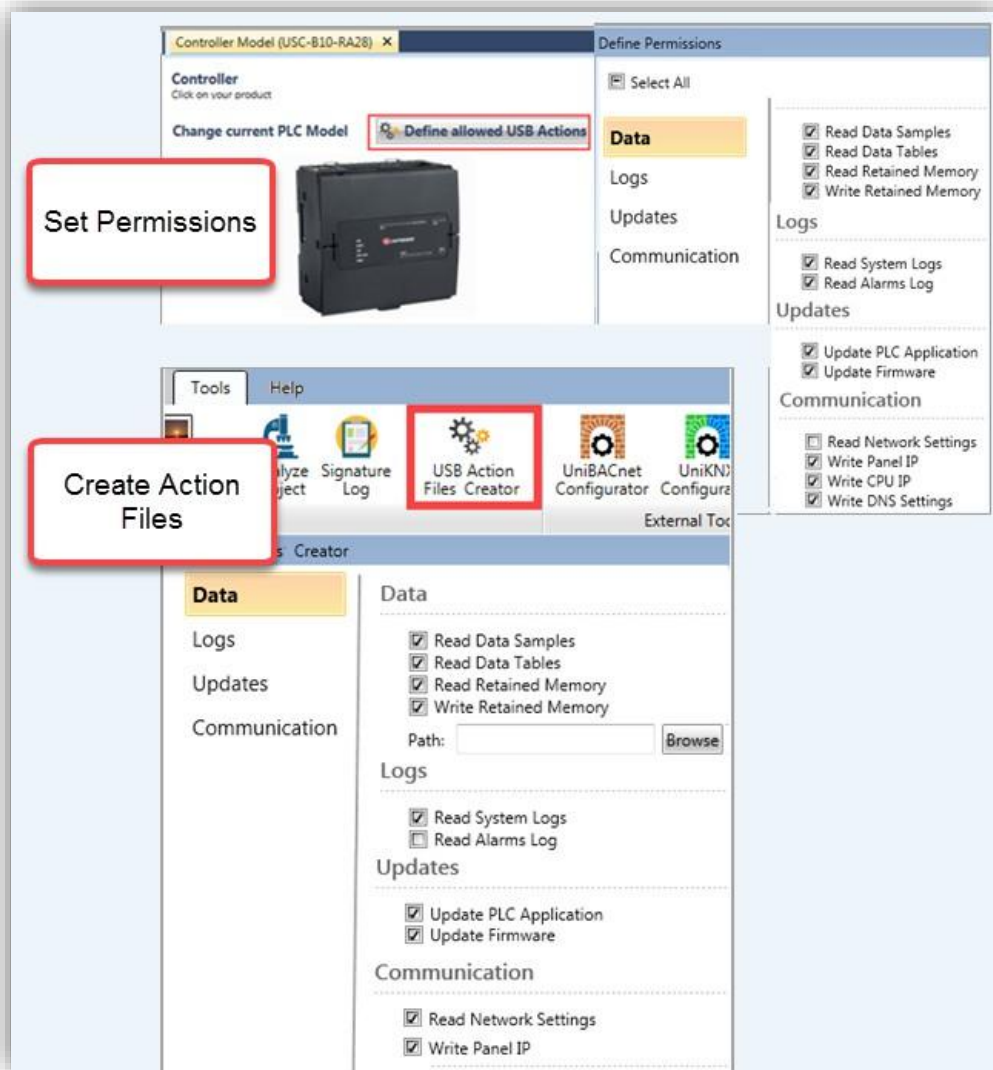 Controller Model (USC-B10-RA28) ×
Controller
Click on your product
Change current PLC Model
Define allowed USB Actions
Set Permissions
Define Permissions
Select All
Data
Logs
Updates
Communication
Read Data Samples
Read Data Tables
Read Retained Memory
Write Retained Memory
Logs
Read System Logs
Read Alarms Log
Updates
Update PLC Application
Update Firmware
Communication
Read Network Settings
Write Panel IP
Write CPU IP
Write DNS Settings
Tools Help
Signature
Log
USB Action
Files Creator
UniBACnet
Configurator
Create Action
Files
Creator
Data
Logs
Updates
Communication
Data
Read Data Samples
Read Data Tables
Read Retained Memory
Write Retained Memory
Path:
Browse
Logs
Read System Logs
Read Alarms Log
Updates
Update PLC Application
Update Firmware
Communication
Read Network Settings
Write Panel IP